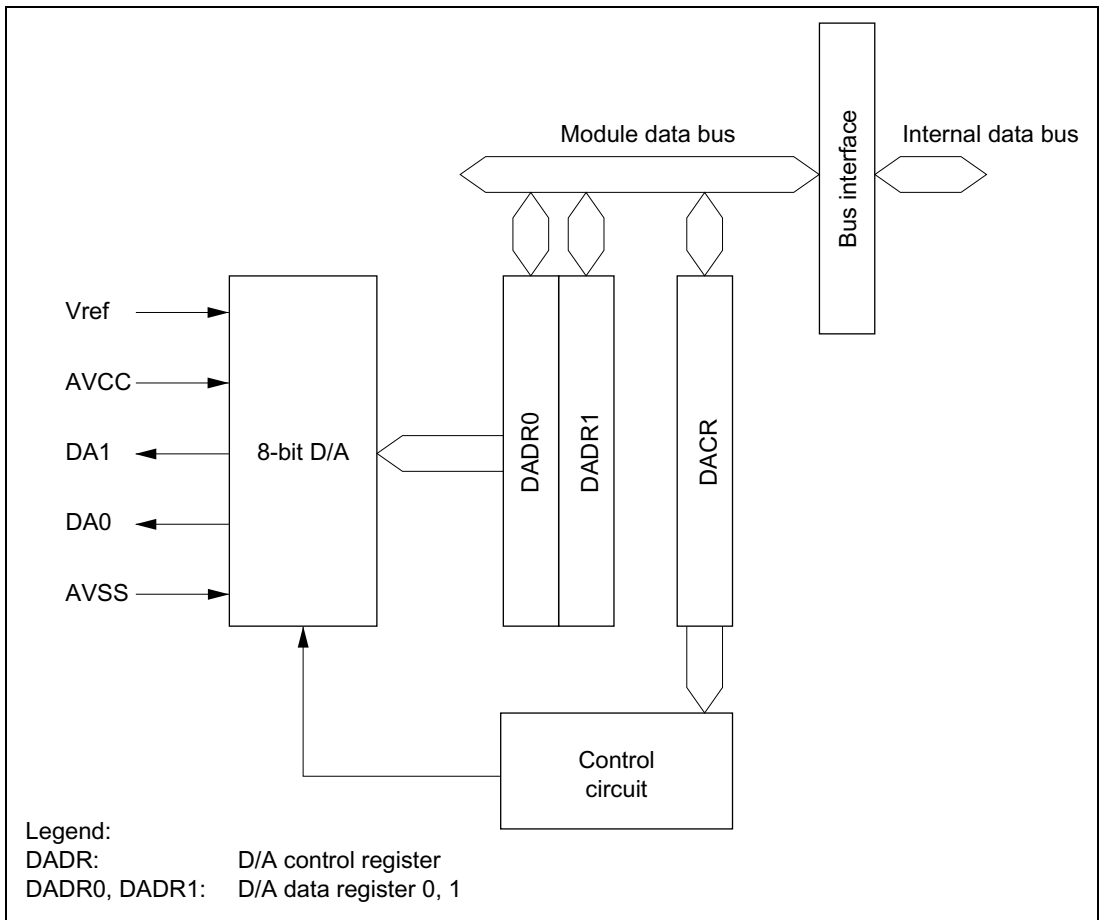 Module data bus
Internal data bus
Bus interface
Vref
AVCC
DA1
DA0
AVSS
8-bit D/A
DADR0
DADR1
DACR
Control
circuit
Legend:
DADR: D/A control register
DADR0, DADR1: D/A data register 0, 1